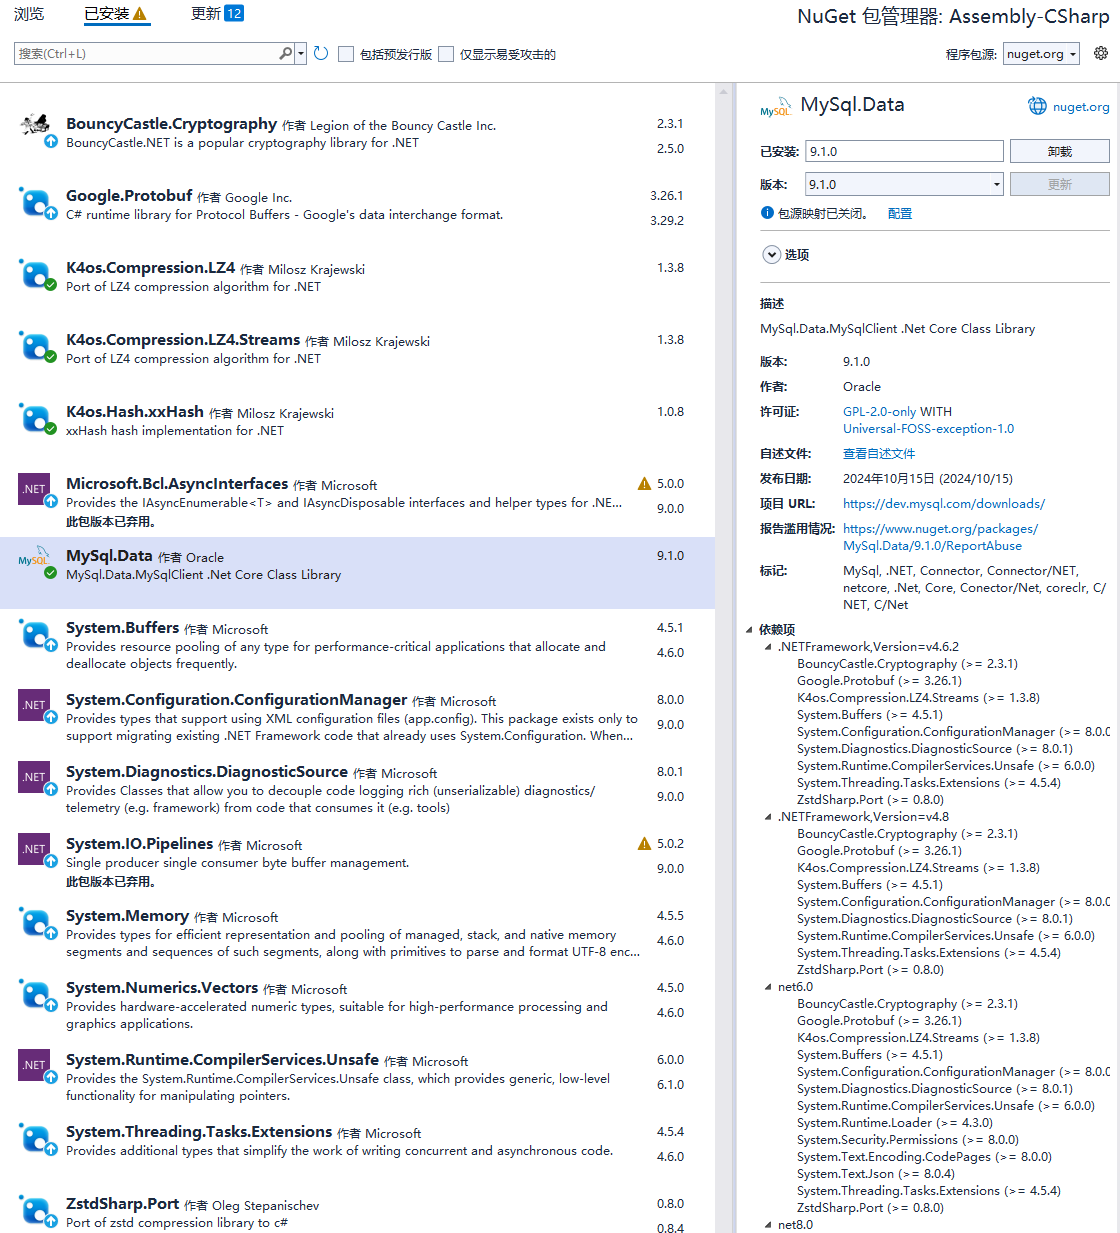 浏览
已安装
更新 12
NuGet 包管理器: Assembly-CSharp
搜索(Ctrl+L)
包括预发行版
仅显示易受攻击的
程序包源: nuget.org
BouncyCastle.Cryptography 作者 Legion of the Bouncy Castle Inc. 2.3.1
BouncyCastle.NET is a popular cryptography library for .NET 2.5.0
Google.Protobuf 作者 Google Inc. 3.26.1
C# runtime library for Protocol Buffers - Google's data interchange format. 3.29.2
K4os.Compression.LZ4 作者 Milosz Krajewski 1.3.8
Port of LZ4 compression algorithm for .NET
K4os.Compression.LZ4.Streams 作者 Milosz Krajewski 1.3.8
Port of LZ4 compression algorithm for .NET
K4os.Hash.xxHash 作者 Milosz Krajewski 1.0.8
xxHash hash implementation for .NET
.NET
Microsoft.Bcl.AsyncInterfaces 作者 Microsoft 5.0.0
Provides the IAsyncEnumerable<T> and IAsyncDisposable interfaces and helper types for .NE... 9.0.0
此包版本已弃用。
MySQL
MySql.Data 作者 Oracle 9.1.0
MySql.Data.MySqlClient .Net Core Class Library
System.Buffers 作者 Microsoft 4.5.1
Provides resource pooling of any type for performance-critical applications that allocate and 4.6.0
deallocate objects frequently.
.NET
System.Configuration.ConfigurationManager 作者 Microsoft 8.0.0
Provides types that support using XML configuration files (app.config). This package exists only to 9.0.0
support migrating existing .NET Framework code that already uses System.Configuration. When...
.NET
System.Diagnostics.DiagnosticSource 作者 Microsoft 8.0.1
Provides Classes that allow you to decouple code logging rich (unserializable) diagnostics/ 9.0.0
telemetry (e.g. framework) from code that consumes it (e.g. tools)
.NET
System.IO.Pipelines 作者 Microsoft 5.0.2
Single producer single consumer byte buffer management. 9.0.0
此包版本已弃用。
System.Memory 作者 Microsoft 4.5.5
Provides types for efficient representation and pooling of managed, stack, and native memory 4.6.0
segments and sequences of such segments, along with primitives to parse and format UTF-8 enc...
System.Numerics.Vectors 作者 Microsoft 4.5.0
Provides hardware-accelerated numeric types, suitable for high-performance processing and 4.6.0
graphics applications.
.NET
System.Runtime.CompilerServices.Unsafe 作者 Microsoft 6.0.0
Provides the System.Runtime.CompilerServices.Unsafe class, which provides generic, low-level 6.1.0
functionality for manipulating pointers.
System.Threading.Tasks.Extensions 作者 Microsoft 4.5.4
Provides additional types that simplify the work of writing concurrent and asynchronous code. 4.6.0
ZstdSharp.Port 作者 Oleg Stepanischev 0.8.0
Port of zstd compression library to c# 0.8.4
MySQL MySql.Data nuget.org
已安装: 9.1.0 卸载
版本: 9.1.0 更新
包源映射已关闭。 配置
选项
描述
MySql.Data.MySqlClient .Net Core Class Library
版本: 9.1.0
作者: Oracle
许可证: GPL-2.0-only WITH
Universal-FOSS-exception-1.0
自述文件: 查看自述文件
发布日期: 2024年10月15日 (2024/10/15)
项目 URL: https://dev.mysql.com/downloads/
报告滥用情况: https://www.nuget.org/packages/
MySql.Data/9.1.0/ReportAbuse
标记: MySql, .NET, Connector, Connector/NET,
netcore, .Net, Core, Conector/Net, coreclr, C/
NET, C/Net
依赖项
.NETFramework,Version=v4.6.2
BouncyCastle.Cryptography (>= 2.3.1)
Google.Protobuf (>= 3.26.1)
K4os.Compression.LZ4.Streams (>= 1.3.8)
System.Buffers (>= 4.5.1)
System.Configuration.ConfigurationManager (>= 8.0.0
System.Diagnostics.DiagnosticSource (>= 8.0.1)
System.Runtime.CompilerServices.Unsafe (>= 6.0.0)
System.Threading.Tasks.Extensions (>= 4.5.4)
ZstdSharp.Port (>= 0.8.0)
.NETFramework,Version=v4.8
BouncyCastle.Cryptography (>= 2.3.1)
Google.Protobuf (>= 3.26.1)
K4os.Compression.LZ4.Streams (>= 1.3.8)
System.Buffers (>= 4.5.1)
System.Configuration.ConfigurationManager (>= 8.0.0
System.Diagnostics.DiagnosticSource (>= 8.0.1)
System.Runtime.CompilerServices.Unsafe (>= 6.0.0)
System.Threading.Tasks.Extensions (>= 4.5.4)
ZstdSharp.Port (>= 0.8.0)
net6.0
BouncyCastle.Cryptography (>= 2.3.1)
Google.Protobuf (>= 3.26.1)
K4os.Compression.LZ4.Streams (>= 1.3.8)
System.Buffers (>= 4.5.1)
System.Configuration.ConfigurationManager (>= 8.0.0
System.Diagnostics.DiagnosticSource (>= 8.0.1)
System.Runtime.CompilerServices.Unsafe (>= 6.0.0)
System.Runtime.Loader (>= 4.3.0)
System.Security.Permissions (>= 8.0.0)
System.Text.Encoding.CodePages (>= 8.0.0)
System.Text.Json (>= 8.0.4)
System.Threading.Tasks.Extensions (>= 4.5.4)
ZstdSharp.Port (>= 0.8.0)
net8.0